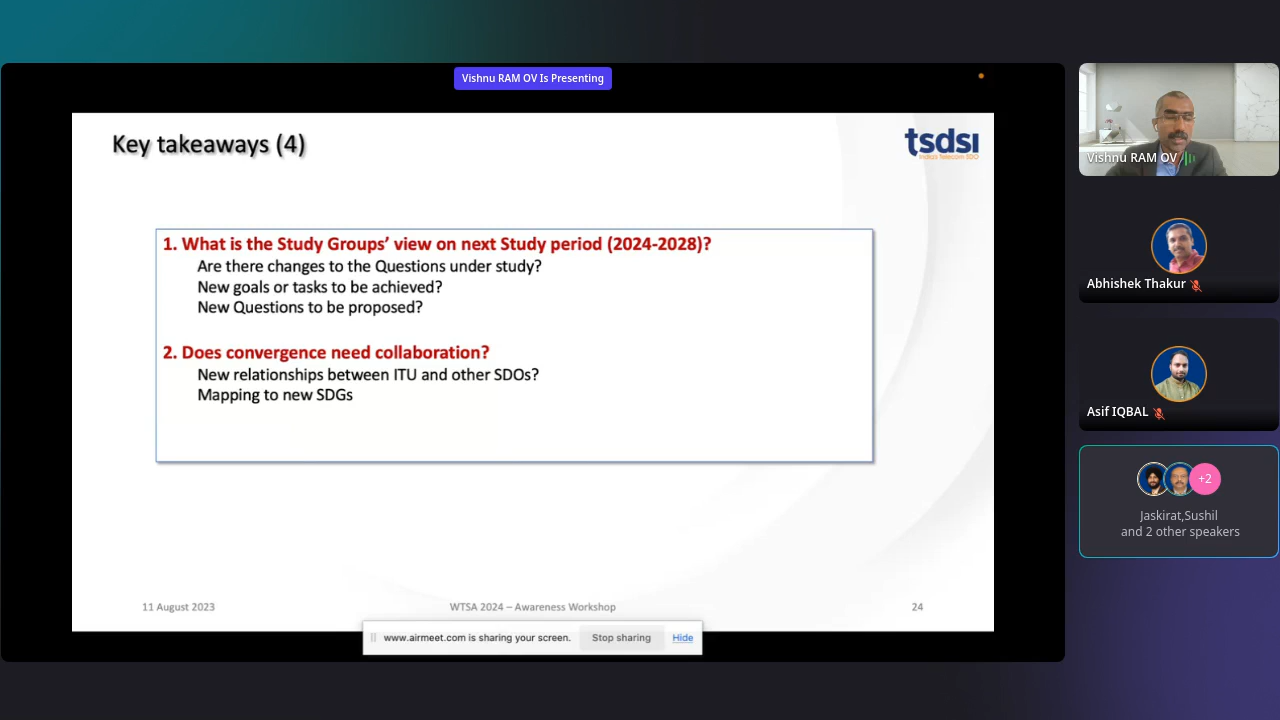 Vishnu RAM OV Is Presenting
Key takeaways (4)
tsdsi
India's Telecom SDO
1. What is the Study Groups' view on next Study period (2024-2028)?
Are there changes to the Questions under study?
New goals or tasks to be achieved?
New Questions to be proposed?
2. Does convergence need collaboration?
New relationships between ITU and other SDOs?
Mapping to new SDGs
11 August 2023
WTSA 2024 – Awareness Workshop
24
www.airmeet.com is sharing your screen.
Stop sharing
Hide
Vishnu RAM OV
Abhishek Thakur
Asif IQBAL
+2
Jaskirat,Sushil
and 2 other speakers